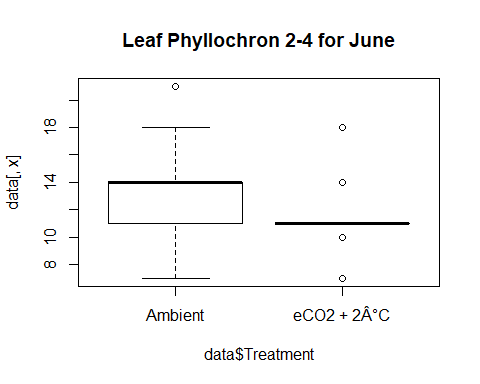 Leaf Phyllochron 2-4 for June
data[, x]
18
14
10
8
Ambient
eCO2 + 2Â°C
data$Treatment